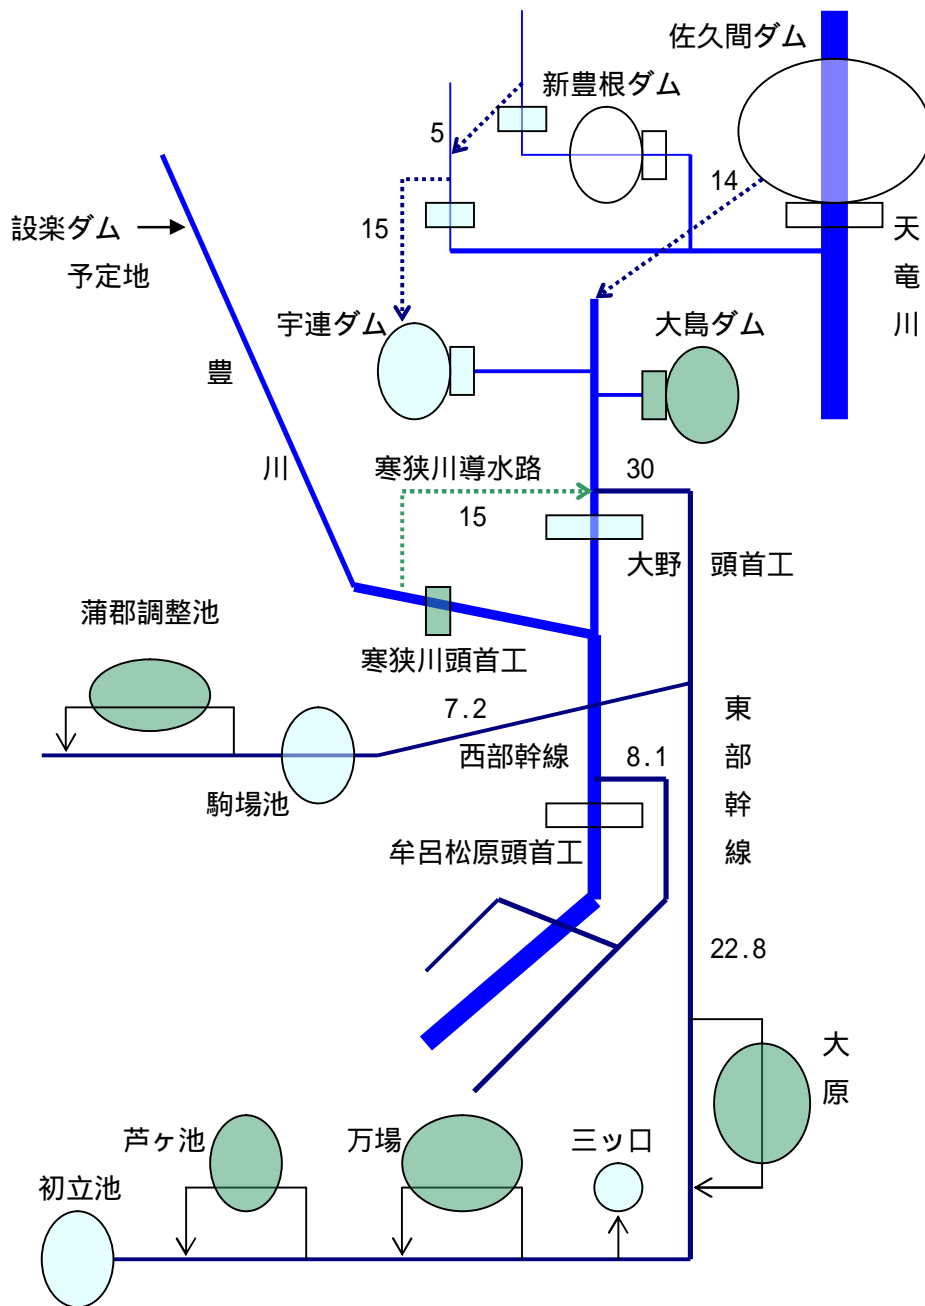 佐久間ダム
新豊根ダム
5
14
15
設楽ダム
予定地
天竜川
宇連ダム
大島ダム
豊川
寒狭川導水路
30
15
大野 頭首工
蒲郡調整池
寒狭川頭首工
7.2
東部幹線
西部幹線
8.1
駒場池
牟呂松原頭首工
22.8
大原
芦ヶ池
万場
三ッ口
初立池